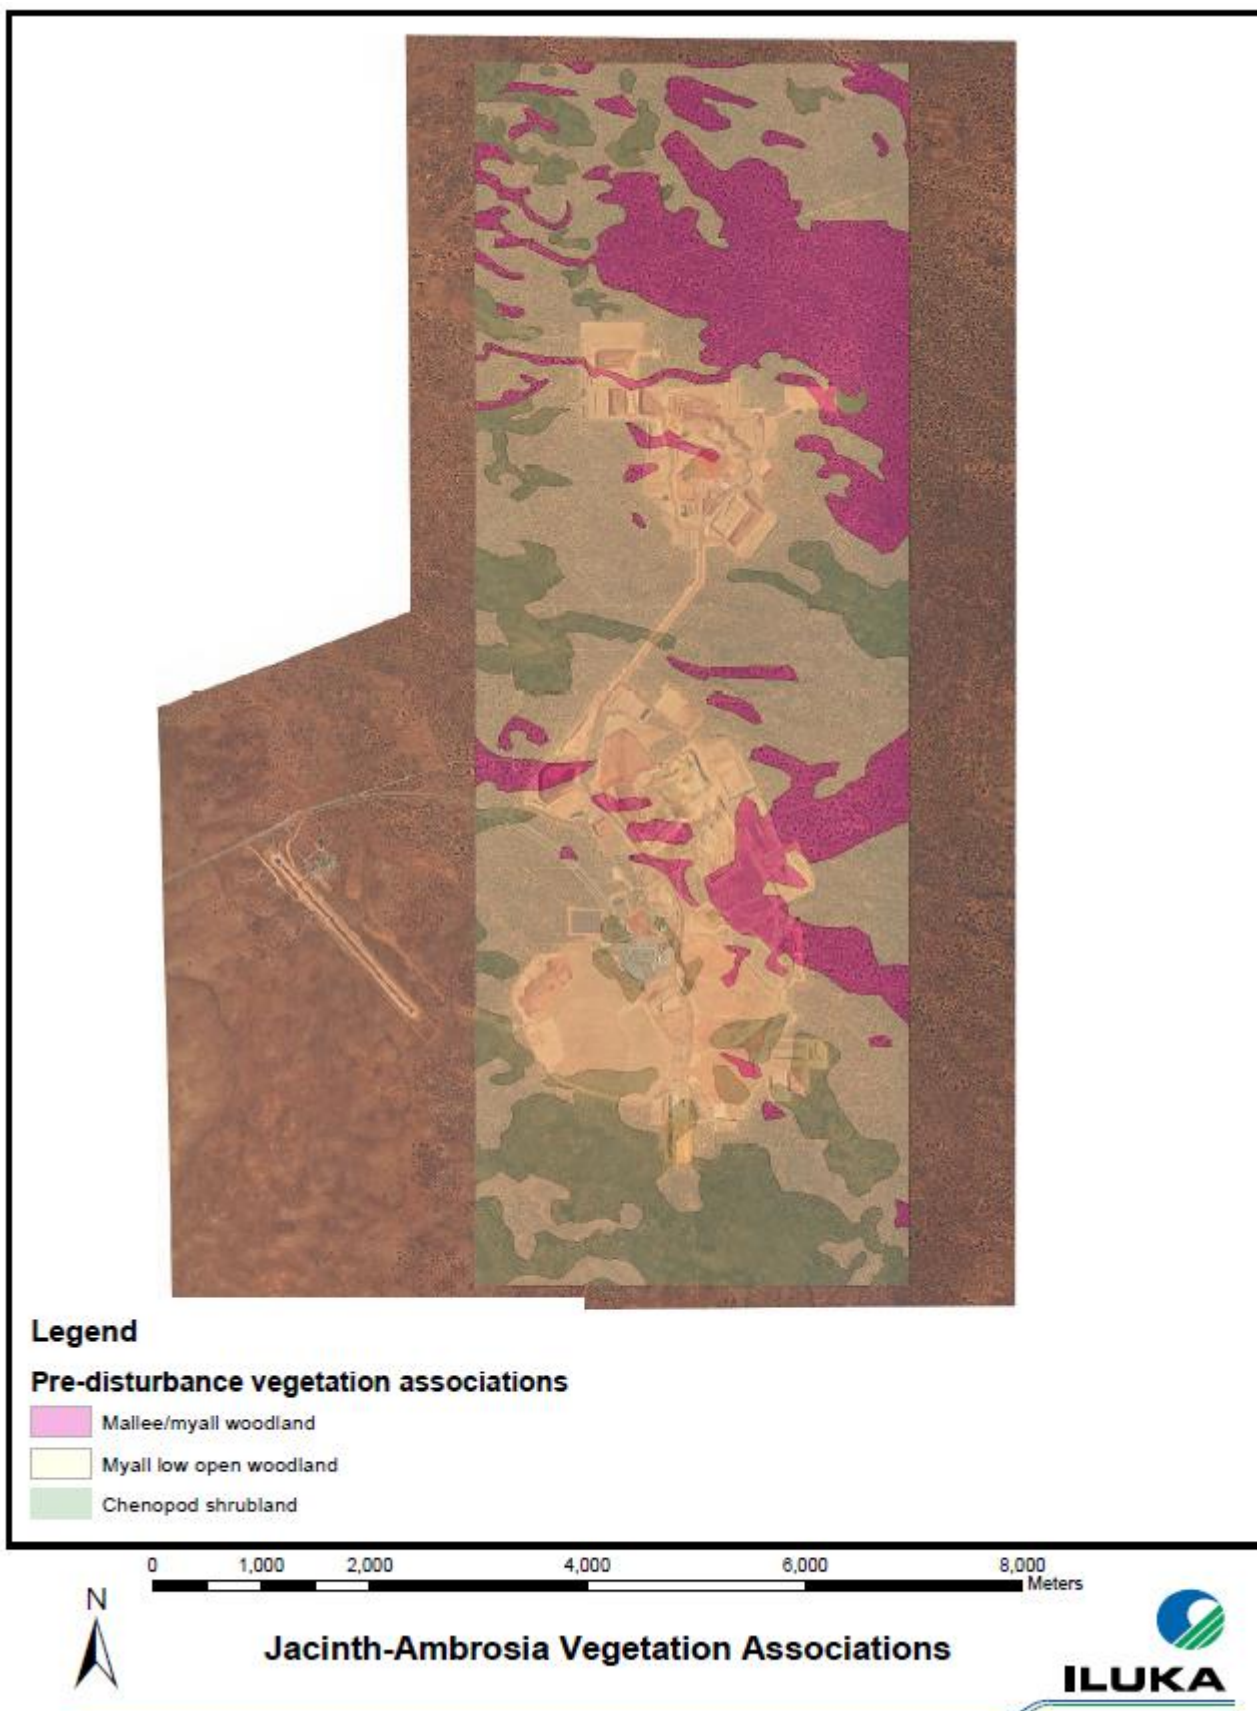 Legend
Pre-disturbance vegetation associations
Mallee/myall woodland
Myall low open woodland
Chenopod shrubland
0 1,000 2,000 4,000 6,000 8,000
Meters
N
Jacinth-Ambrosia Vegetation Associations
ILUKA